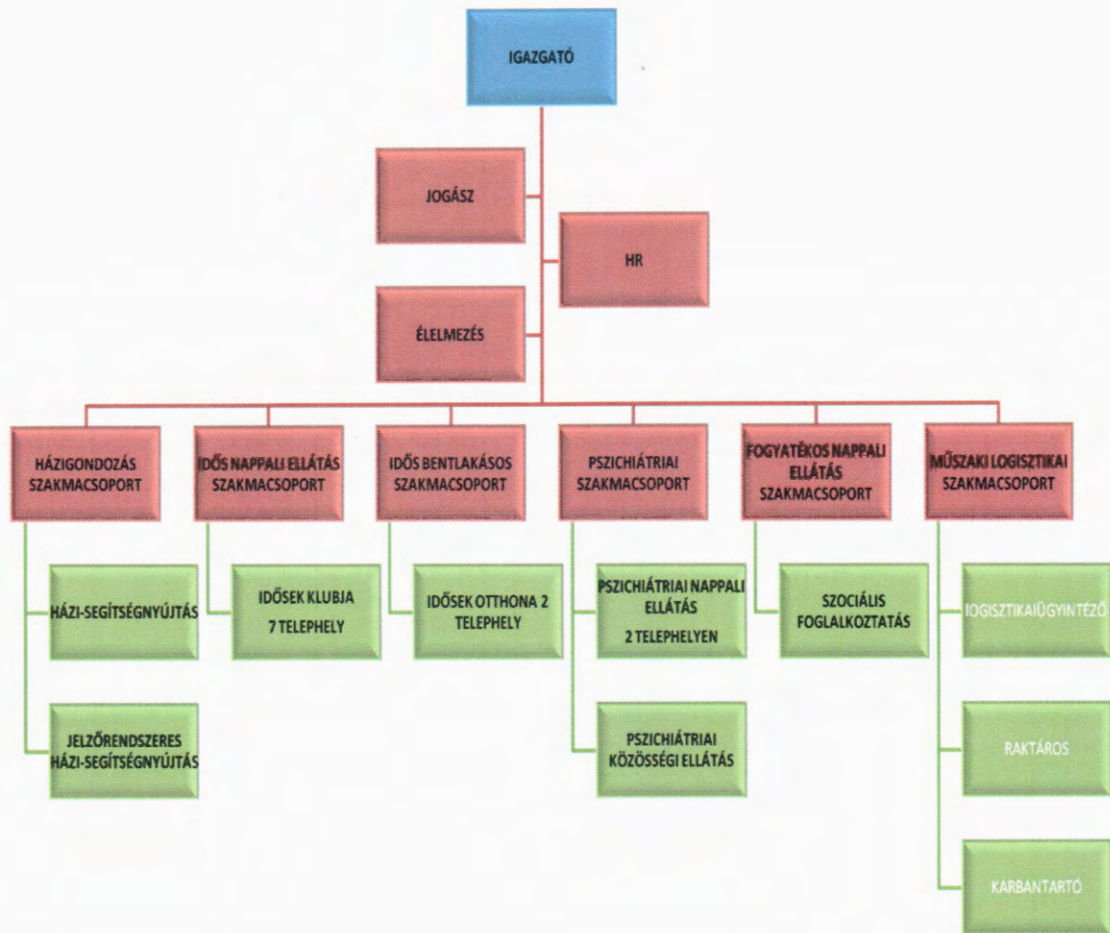 IGAZGATÓ
JOGÁSZ
HR
ÉLELMEZÉS
HÁZIGONDOZÁS
SZAKMACSOPORT
IDŐS NAPPALI ELLÁTÁS
SZAKMACSOPORT
IDŐS BENTLAKÁSOS
SZAKMACSOPORT
PSZICHIÁTRIAI
SZAKMACSOPORT
FOGYATÉKOS NAPPALI
ELLÁTÁS
SZAKMACSOPORT
MŰSZAKI LOGISZTIKAI
SZAKMACSOPORT
HÁZI-SEGÍTSÉGNYÚJTÁS
JELZŐRENDSZERES
HÁZI-SEGÍTSÉGNYÚJTÁS
IDŐSEK KLUBJA
7 TELEPHELY
IDŐSEK OTTHONA 2
TELEPHELY
PSZICHIÁTRIAI NAPPALI
ELLÁTÁS
2 TELEPHELYEN
PSZICHIÁTRIAI
KÖZÖSSÉGI ELLÁTÁS
SZOCIÁLIS
FOGLALKOZTATÁS
lOGISZTIKAIÜGYINTÉZŐ
RAKTÁROS
KARBANTARTÓ